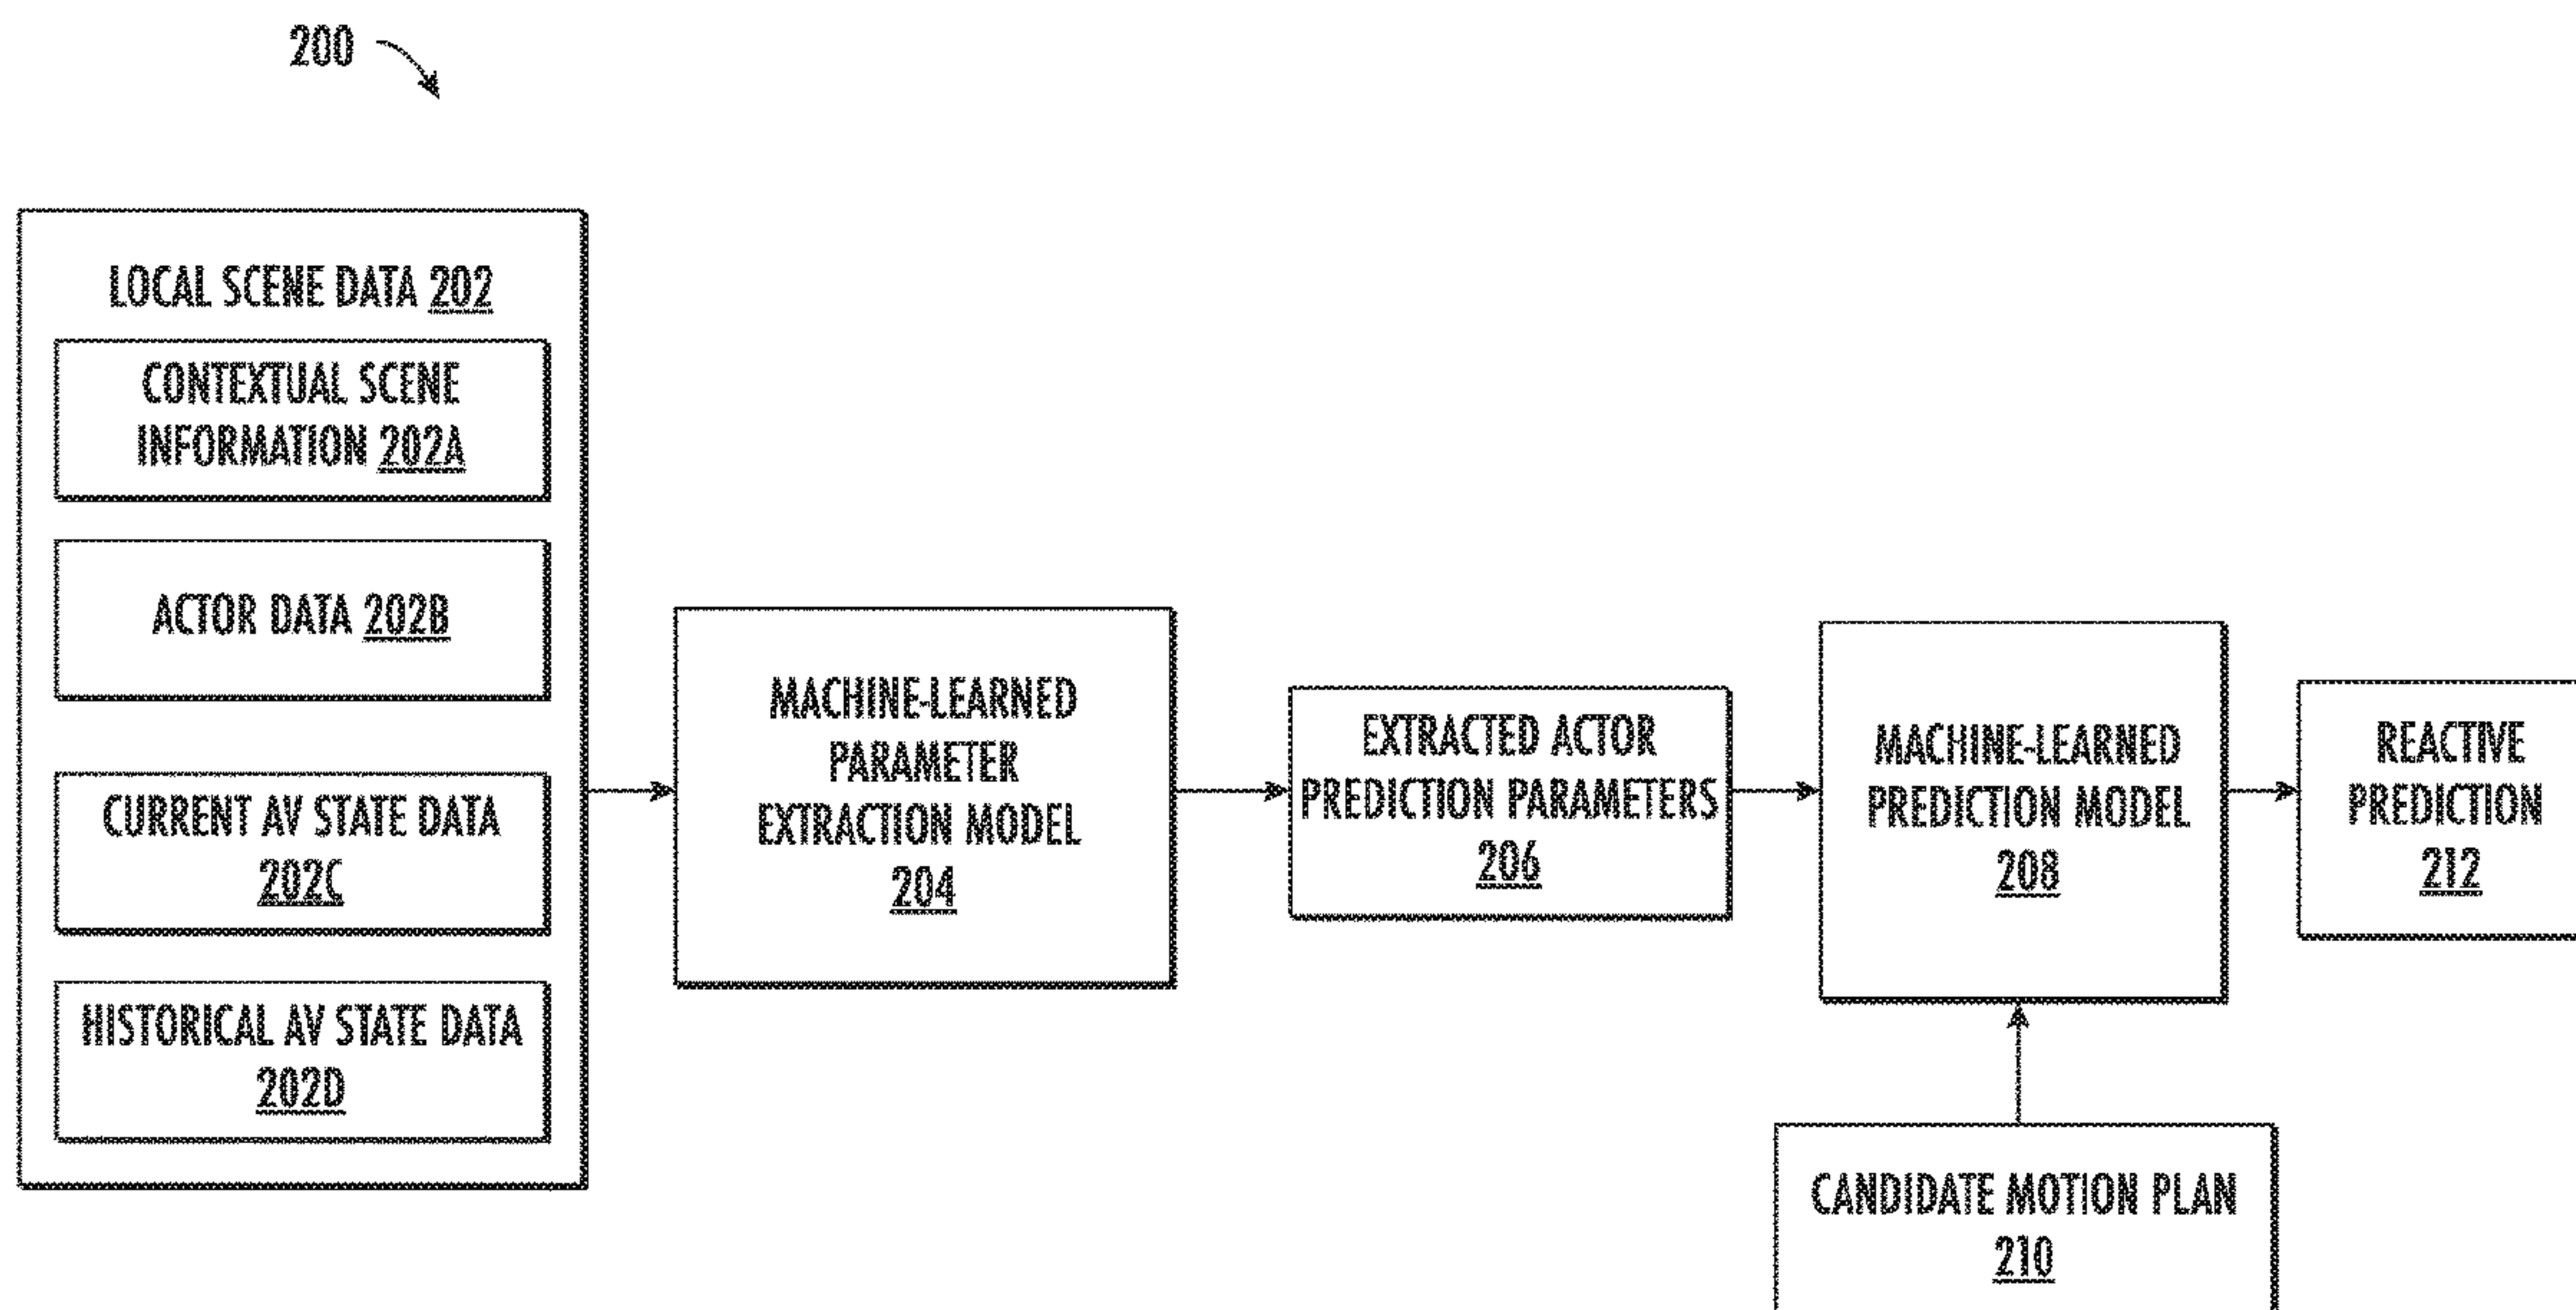 200
LOCAL SCENE DATA 202
CONTEXTUAL SCENE
INFORMATION 202A
ACTOR DATA 202B
CURRENT AV STATE DATA
202C
HISTORICAL AV STATE DATA
202D
MACHINE-LEARNED
PARAMETER
EXTRACTION MODEL
204
EXTRACTED ACTOR
PREDICTION PARAMETERS
206
MACHINE-LEARNED
PREDICTION MODEL
208
CANDIDATE MOTION PLAN
210
REACTIVE
PREDICTION
212